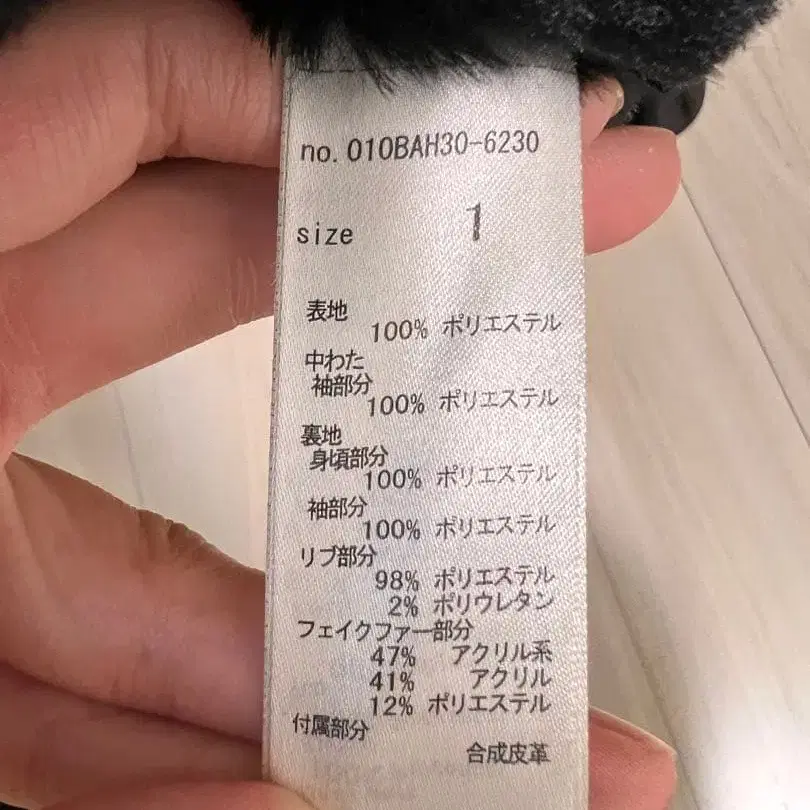 no. 010BAH30-6230
size 1
表地
100% ポリエステル
中わた
袖部分
100% ポリエステル
裏地
身頃部分
100% ポリエステル
袖部分
100% ポリエステル
リブ部分
98% ポリエステル
2% ポリウレタン
フェイクファー部分
47% アクリル系
41% アクリル
12% ポリエステル
付属部分
合成皮革